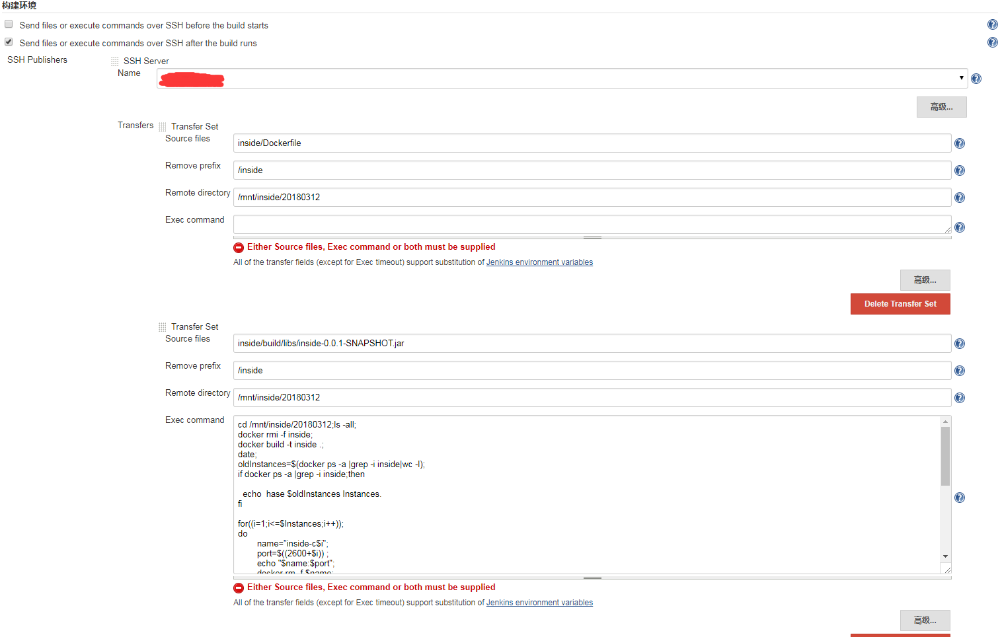 构建环境
Send files or execute commands over SSH before the build starts
Send files or execute commands over SSH after the build runs
SSH Publishers
SSH Server
Name
高级...
Transfers
Transfer Set
Source files
inside/Dockerfile
Remove prefix
/inside
Remote directory
/mnt/inside/20180312
Exec command
Either Source files, Exec command or both must be supplied
All of the transfer fields (except for Exec timeout) support substitution of Jenkins environment variables
高级...
Delete Transfer Set
Transfer Set
Source files
inside/build/libs/inside-0.0.1-SNAPSHOT.jar
Remove prefix
/inside
Remote directory
/mnt/inside/20180312
Exec command
cd /mnt/inside/20180312;ls -all;
docker rmi -f inside;
docker build -t inside .;
date;
oldInstances=$(docker ps -a |grep -i inside|wc -l);
if docker ps -a |grep -i inside;then
echo  hase $oldInstances Instances.
fi
for((i=1;i<=$Instances;i++));
do
name="inside-c$i";
port=$((2600+$i)) ;
echo "$name:$port";
docker rm -f $name;
Either Source files, Exec command or both must be supplied
All of the transfer fields (except for Exec timeout) support substitution of Jenkins environment variables
高级...